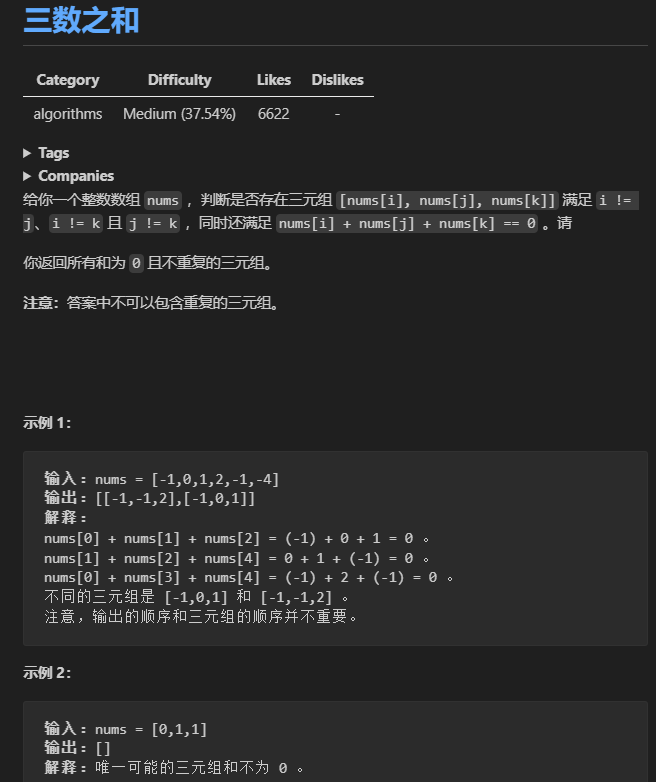 三数之和
Category Difficulty Likes Dislikes
algorithms Medium (37.54%) 6622 -
▶ Tags
▶ Companies
给你一个整数数组 nums ，判断是否存在三元组 [nums[i], nums[j], nums[k]] 满足 i !=
j、i != k 且 j != k ，同时还满足 nums[i] + nums[j] + nums[k] == 0 。请
你返回所有和为 0 且不重复的三元组。
注意：答案中不可以包含重复的三元组。
示例 1：
输入：nums = [-1,0,1,2,-1,-4]
输出：[[-1,-1,2],[-1,0,1]]
解释：
nums[0] + nums[1] + nums[2] = (-1) + 0 + 1 = 0 。
nums[1] + nums[2] + nums[4] = 0 + 1 + (-1) = 0 。
nums[0] + nums[3] + nums[4] = (-1) + 2 + (-1) = 0 。
不同的三元组是 [-1,0,1] 和 [-1,-1,2] 。
注意，输出的顺序和三元组的顺序并不重要。
示例 2：
输入：nums = [0,1,1]
输出：[]
解释：唯一可能的三元组和不为 0 。